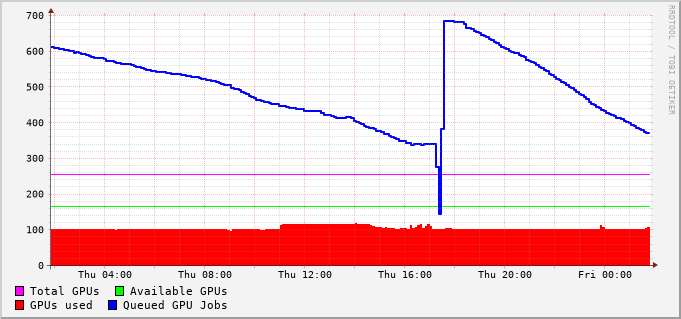 700
600
500
400
300
200
100
0
Thu 04:00 Thu 08:00 Thu 12:00 Thu 16:00 Thu 20:00 Fri 00:00
Total GPUs Available GPUs
GPUs used Queued GPU Jobs
RRDTOOL / TOBI OETIKER